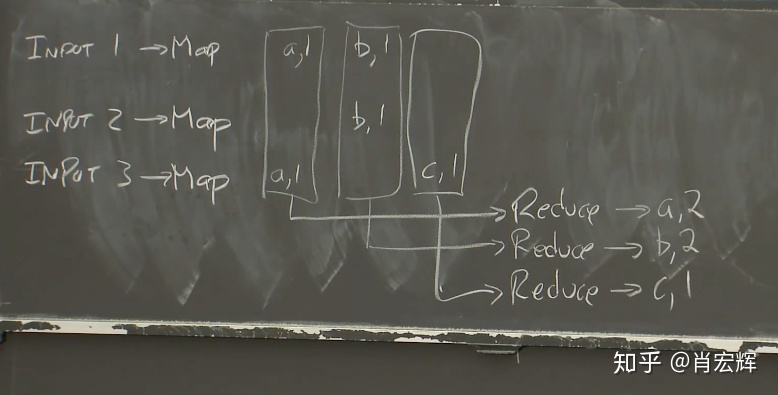 INPUT 1 → Map a,1 b,1
INPUT 2 → Map b,1
INPUT 3 → Map a,1 c,1
Reduce → a,2
Reduce → b,2
Reduce → c,1
知乎 @肖宏辉